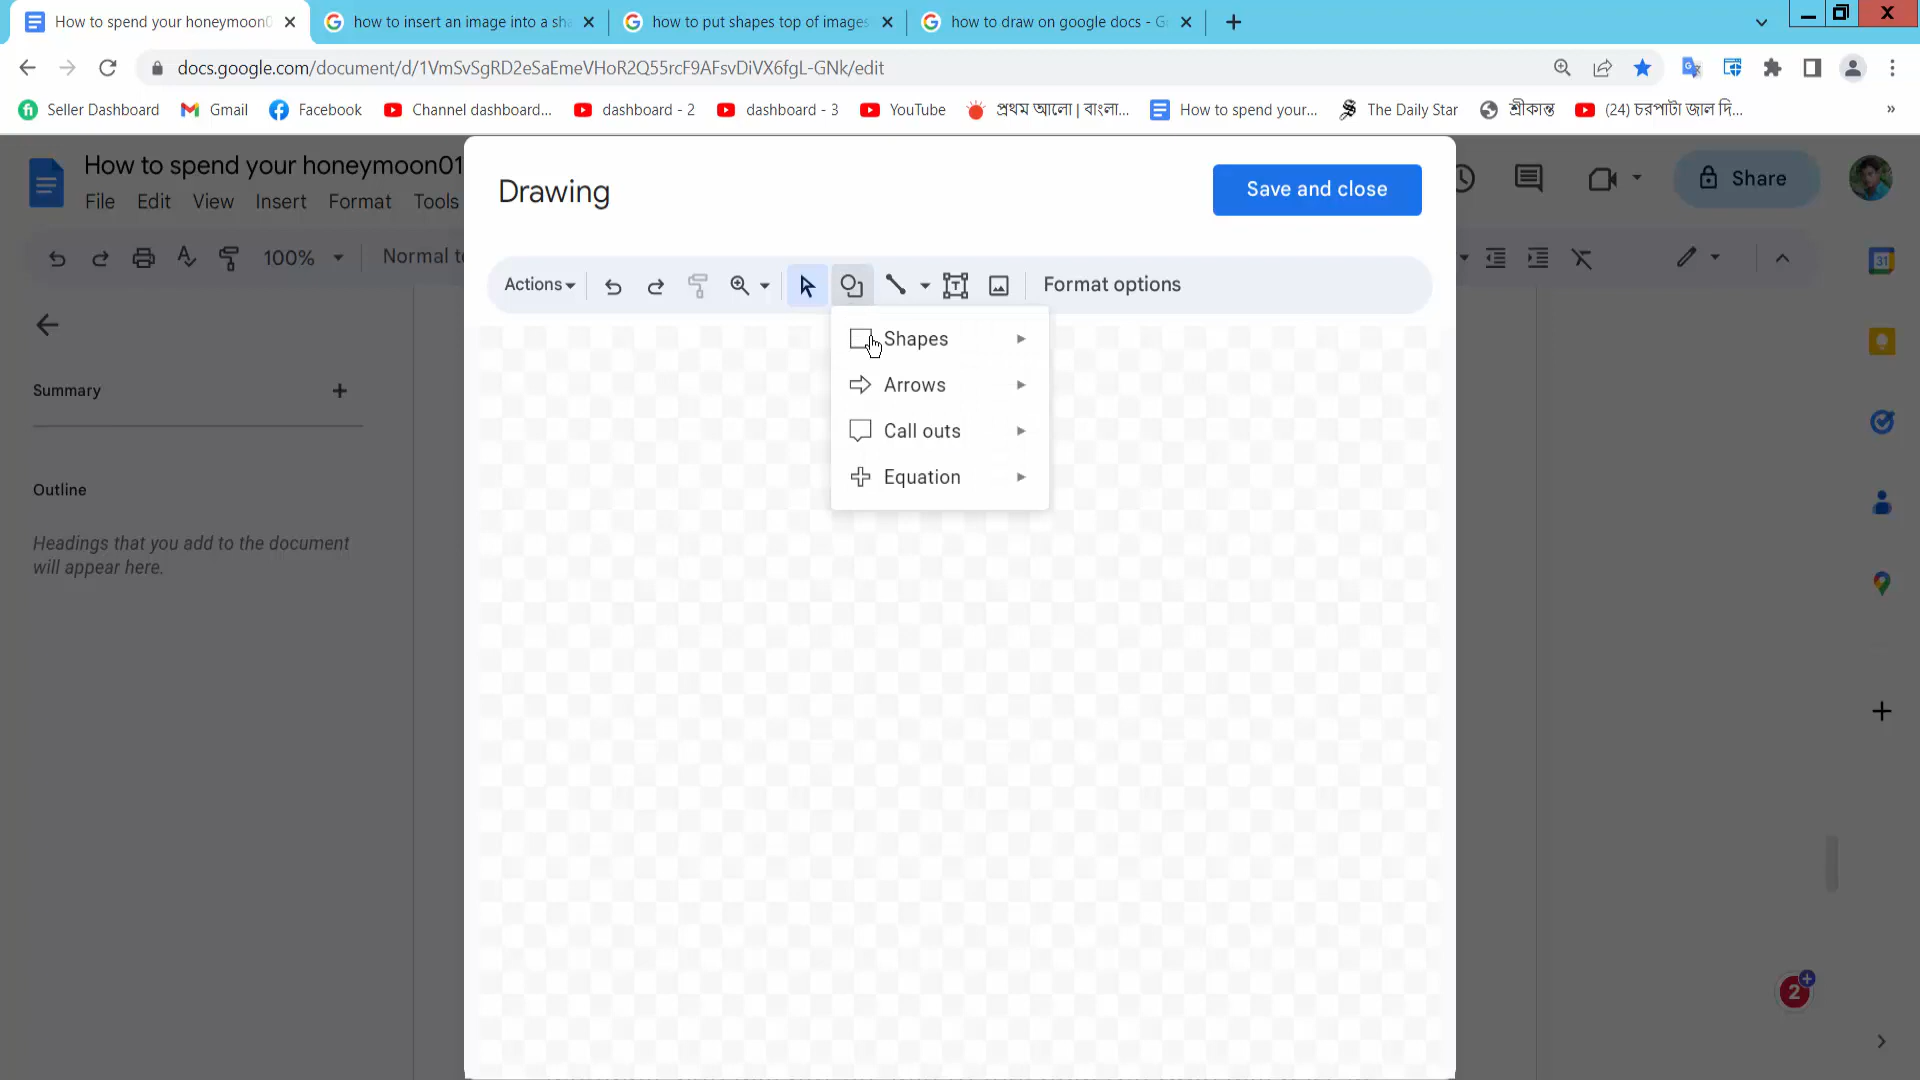 How to spend your honeymoon0
how to insert an image into a sha
how to put shapes top of images
how to draw on google docs - Go
docs.google.com/document/d/1VmSvSgRD2eSaEmeVHoR2Q55rcF9AFsvDiVX6fgL-GNk/edit
Seller Dashboard
Gmail
Facebook
Channel dashboard...
dashboard - 2
dashboard - 3
YouTube
প্রথম আলো | বাংলা...
How to spend your...
The Daily Star
শ্রীকান্ত
(24) চরপাটা জাল দি...
»
How to spend your honeymoon01
File Edit View Insert Format Tools
Share
100%
Normal te
31
Drawing
Save and close
Actions
Format options
Shapes
Arrows
Call outs
Equation
Summary
Outline
Headings that you add to the document
will appear here.
2